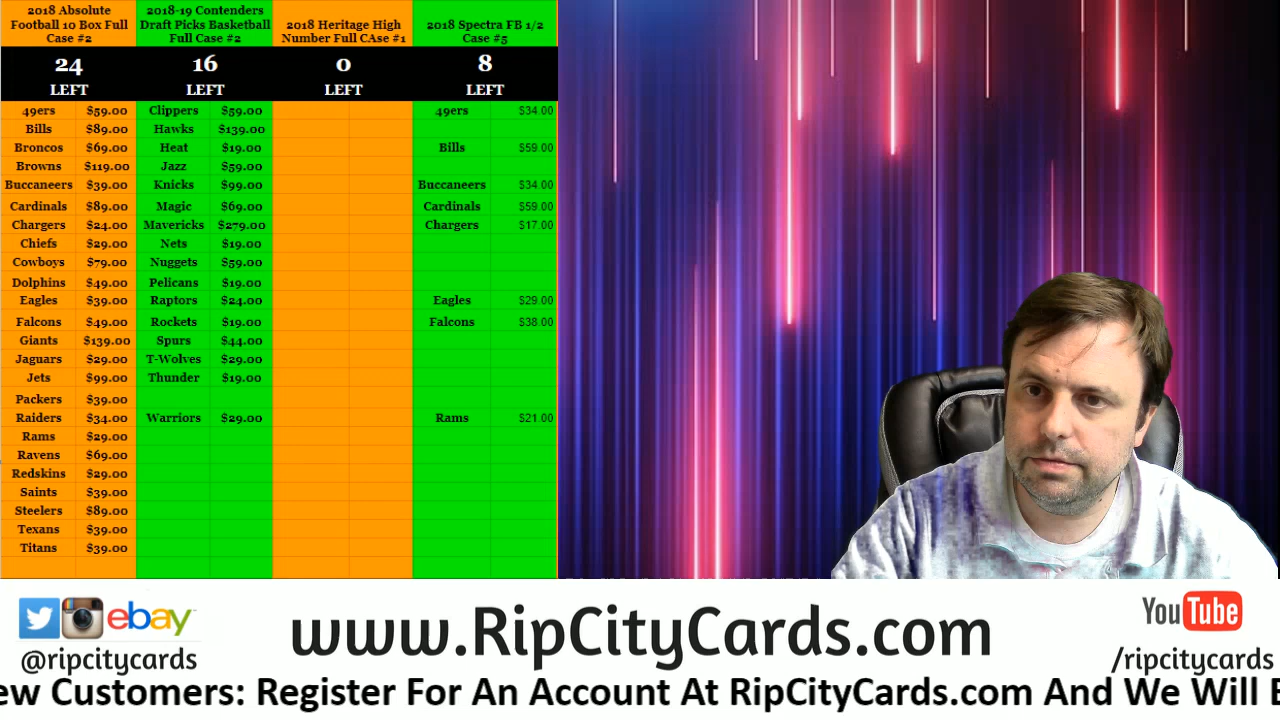 2018 Absolute
Football 10 Box Full
Case #2
24
LEFT
49ers $59.00
Bills $89.00
Broncos $69.00
Browns $119.00
Buccaneers $39.00
Cardinals $89.00
Chargers $24.00
Chiefs $29.00
Cowboys $79.00
Dolphins $49.00
Eagles $39.00
Falcons $49.00
Giants $139.00
Jaguars $29.00
Jets $99.00
Packers $39.00
Raiders $34.00
Rams $29.00
Ravens $69.00
Redskins $29.00
Saints $39.00
Steelers $89.00
Texans $39.00
Titans $39.00
2018-19 Contenders
Draft Picks Basketball
Full Case #2
16
LEFT
Clippers $59.00
Hawks $139.00
Heat $19.00
Jazz $59.00
Knicks $99.00
Magic $69.00
Mavericks $279.00
Nets $19.00
Nuggets $59.00
Pelicans $19.00
Raptors $24.00
Rockets $19.00
Spurs $44.00
T-Wolves $29.00
Thunder $19.00
Warriors $29.00
2018 Heritage High
Number Full CAse #1
0
LEFT
2018 Spectra FB 1/2
Case #5
8
LEFT
49ers $34.00
Bills $59.00
Buccaneers $34.00
Cardinals $59.00
Chargers $17.00
Eagles $29.00
Falcons $38.00
Rams $21.00
ebay
@ripcitycards
www.RipCityCards.com
YouTube
/ripcitycards
ew Customers: Register For An Account At RipCityCards.com And We Will